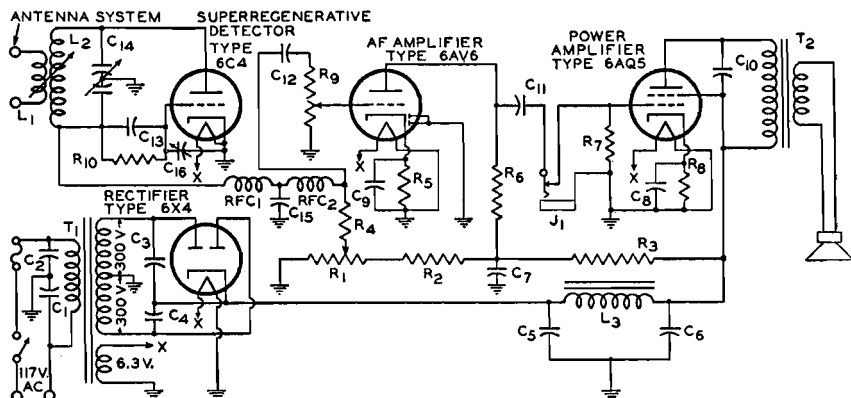 ANTENNA SYSTEM
SUPERREGENERATIVE
DETECTOR
TYPE
6C4
AF AMPLIFIER
TYPE 6AV6
POWER
AMPLIFIER
TYPE 6AQ5
L2
C14
L1
C13
R10
C16
X
C12
R9
X
C9
R5
C11
R6
R7
J1
X
C8
R8
C10
T2
RFC1
RFC2
C15
R4
R1
R2
C7
R3
RECTIFIER
TYPE 6X4
T1
C2
C1
300 V.
300 V.
C3
C4
X
X
6.3 V.
117 V.
AC
C5
L3
C6